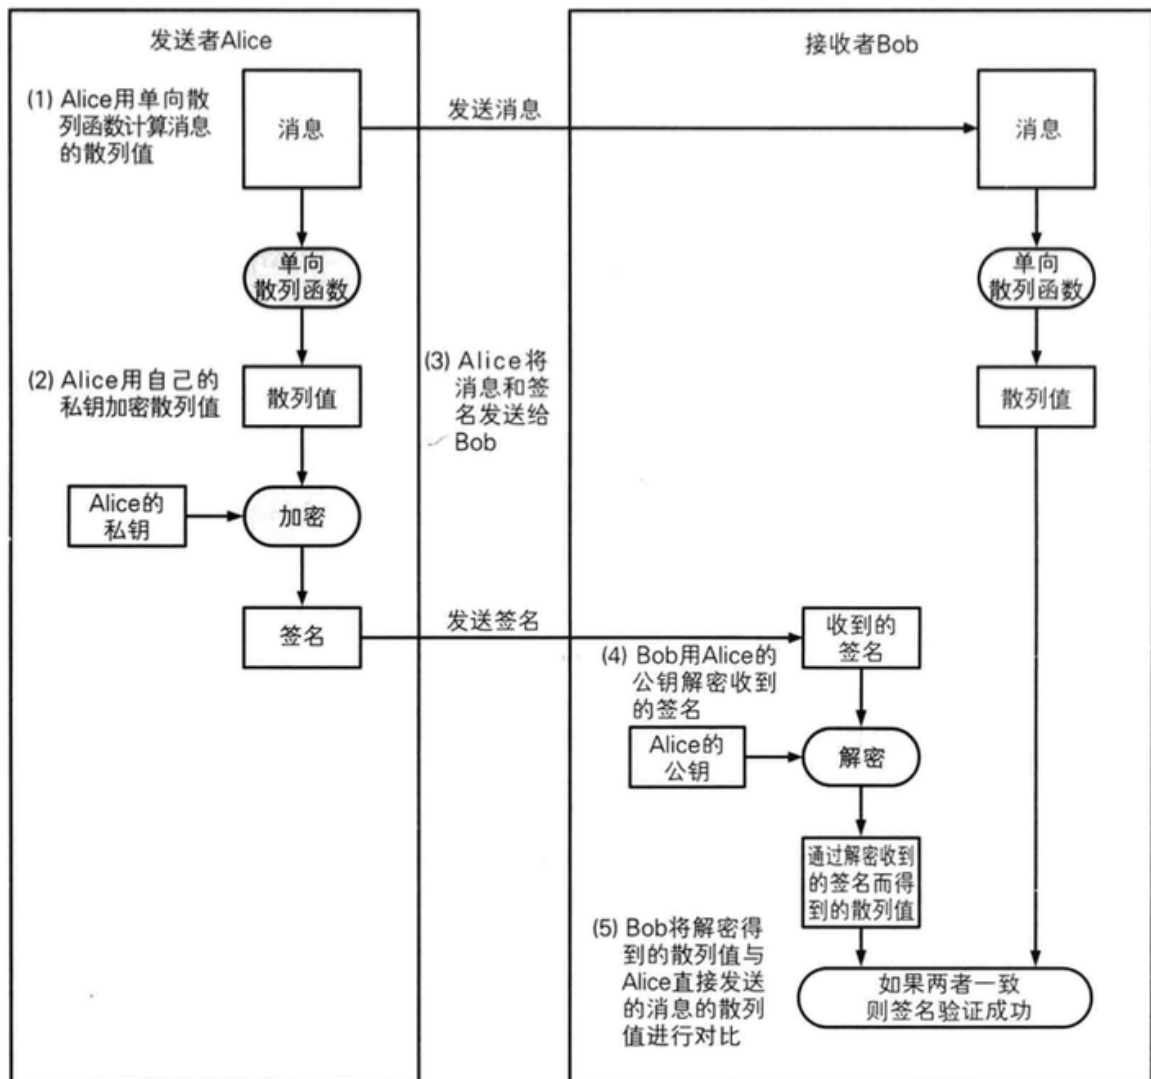 发送者Alice
接收者Bob
(1) Alice用单向散
列函数计算消息
的散列值
消息
发送消息
消息
单向
散列函数
单向
散列函数
(2) Alice用自己的
私钥加密散列值
散列值
(3) Alice将
消息和签
名发送给
Bob
散列值
Alice的
私钥
加密
签名
发送签名
收到的
签名
(4) Bob用Alice的
公钥解密收到
的签名
Alice的
公钥
解密
通过解密收到
的签名而得
到的散列值
(5) Bob将解密得
到的散列值与
Alice直接发送
的消息的散列
值进行对比
如果两者一致
则签名验证成功